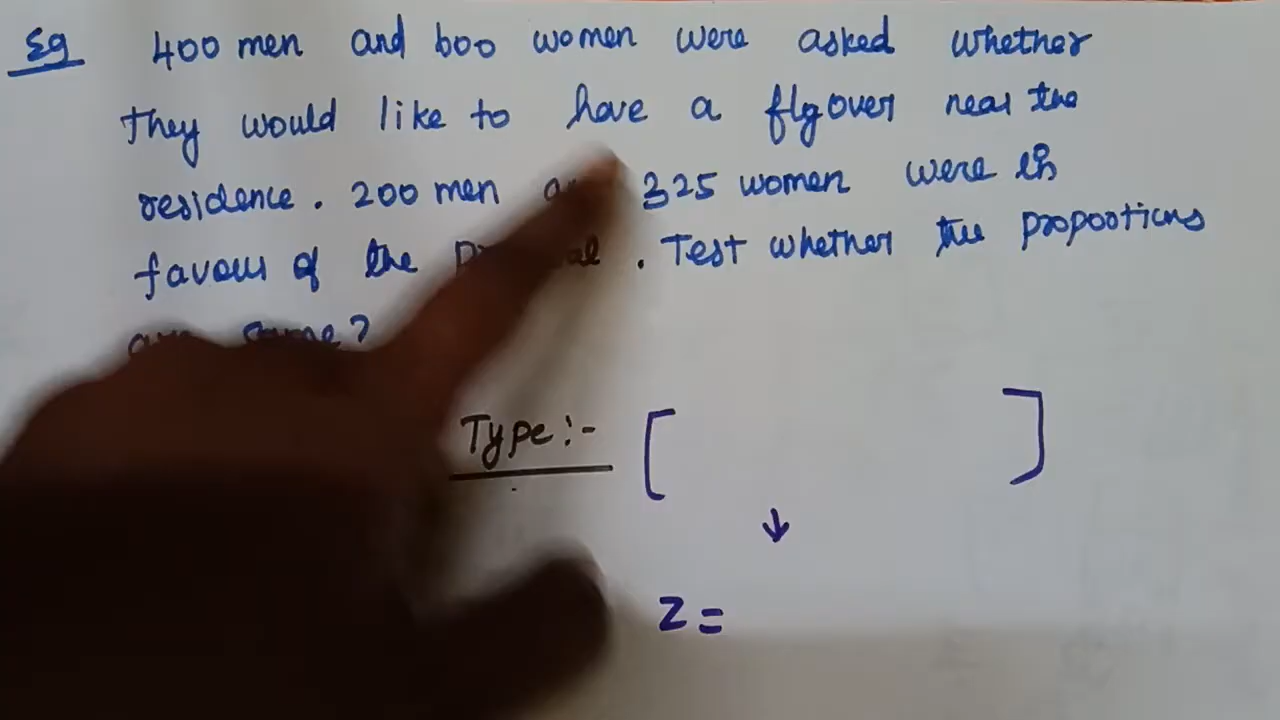 Eg 400 men and 600 women were asked whether
They would like to have a flyover near the
residence. 200 men 325 women were in
favour of the . Test whether the proportions
same?
Type:- [ ]
↓
Z =